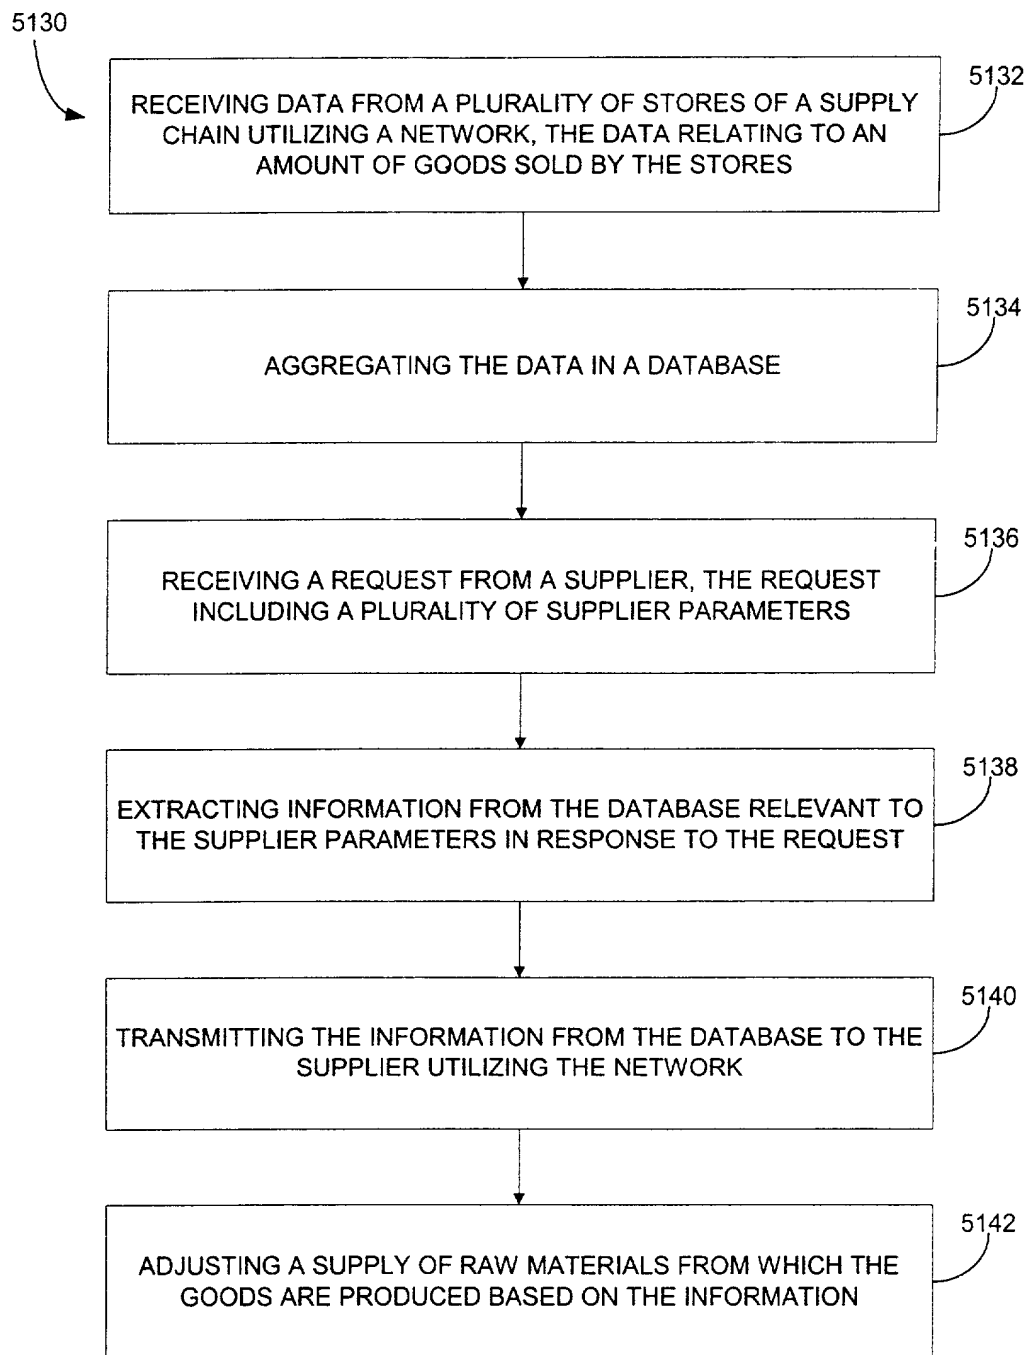 5130
5132
RECEIVING DATA FROM A PLURALITY OF STORES OF A SUPPLY
CHAIN UTILIZING A NETWORK, THE DATA RELATING TO AN
AMOUNT OF GOODS SOLD BY THE STORES
5134
AGGREGATING THE DATA IN A DATABASE
5136
RECEIVING A REQUEST FROM A SUPPLIER, THE REQUEST
INCLUDING A PLURALITY OF SUPPLIER PARAMETERS
5138
EXTRACTING INFORMATION FROM THE DATABASE RELEVANT TO
THE SUPPLIER PARAMETERS IN RESPONSE TO THE REQUEST
5140
TRANSMITTING THE INFORMATION FROM THE DATABASE TO THE
SUPPLIER UTILIZING THE NETWORK
5142
ADJUSTING A SUPPLY OF RAW MATERIALS FROM WHICH THE
GOODS ARE PRODUCED BASED ON THE INFORMATION